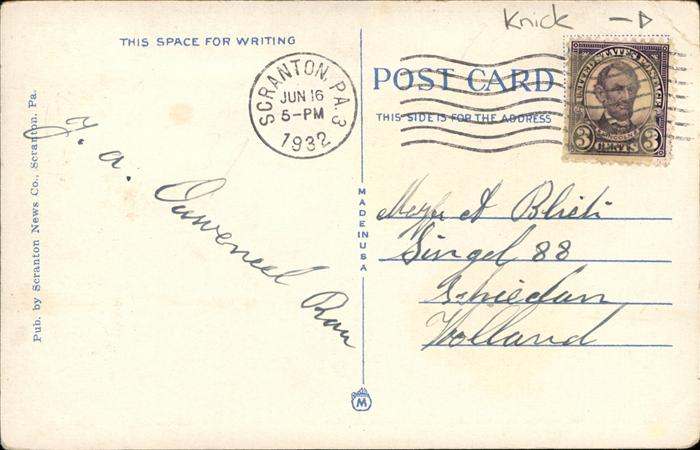 Knick
THIS SPACE FOR WRITING
SCRANTON, PA. 3
JUN 16
5-PM
1932
POST CARD
THIS SIDE IS FOR THE ADDRESS
UNITED STATES POSTAGE
LINCOLN
3 CENTS 3
Pub. by Scranton News Co., Scranton, Pa.
J. A.
MADE IN USA
A
Singel 88
Schiedam
Holland
M